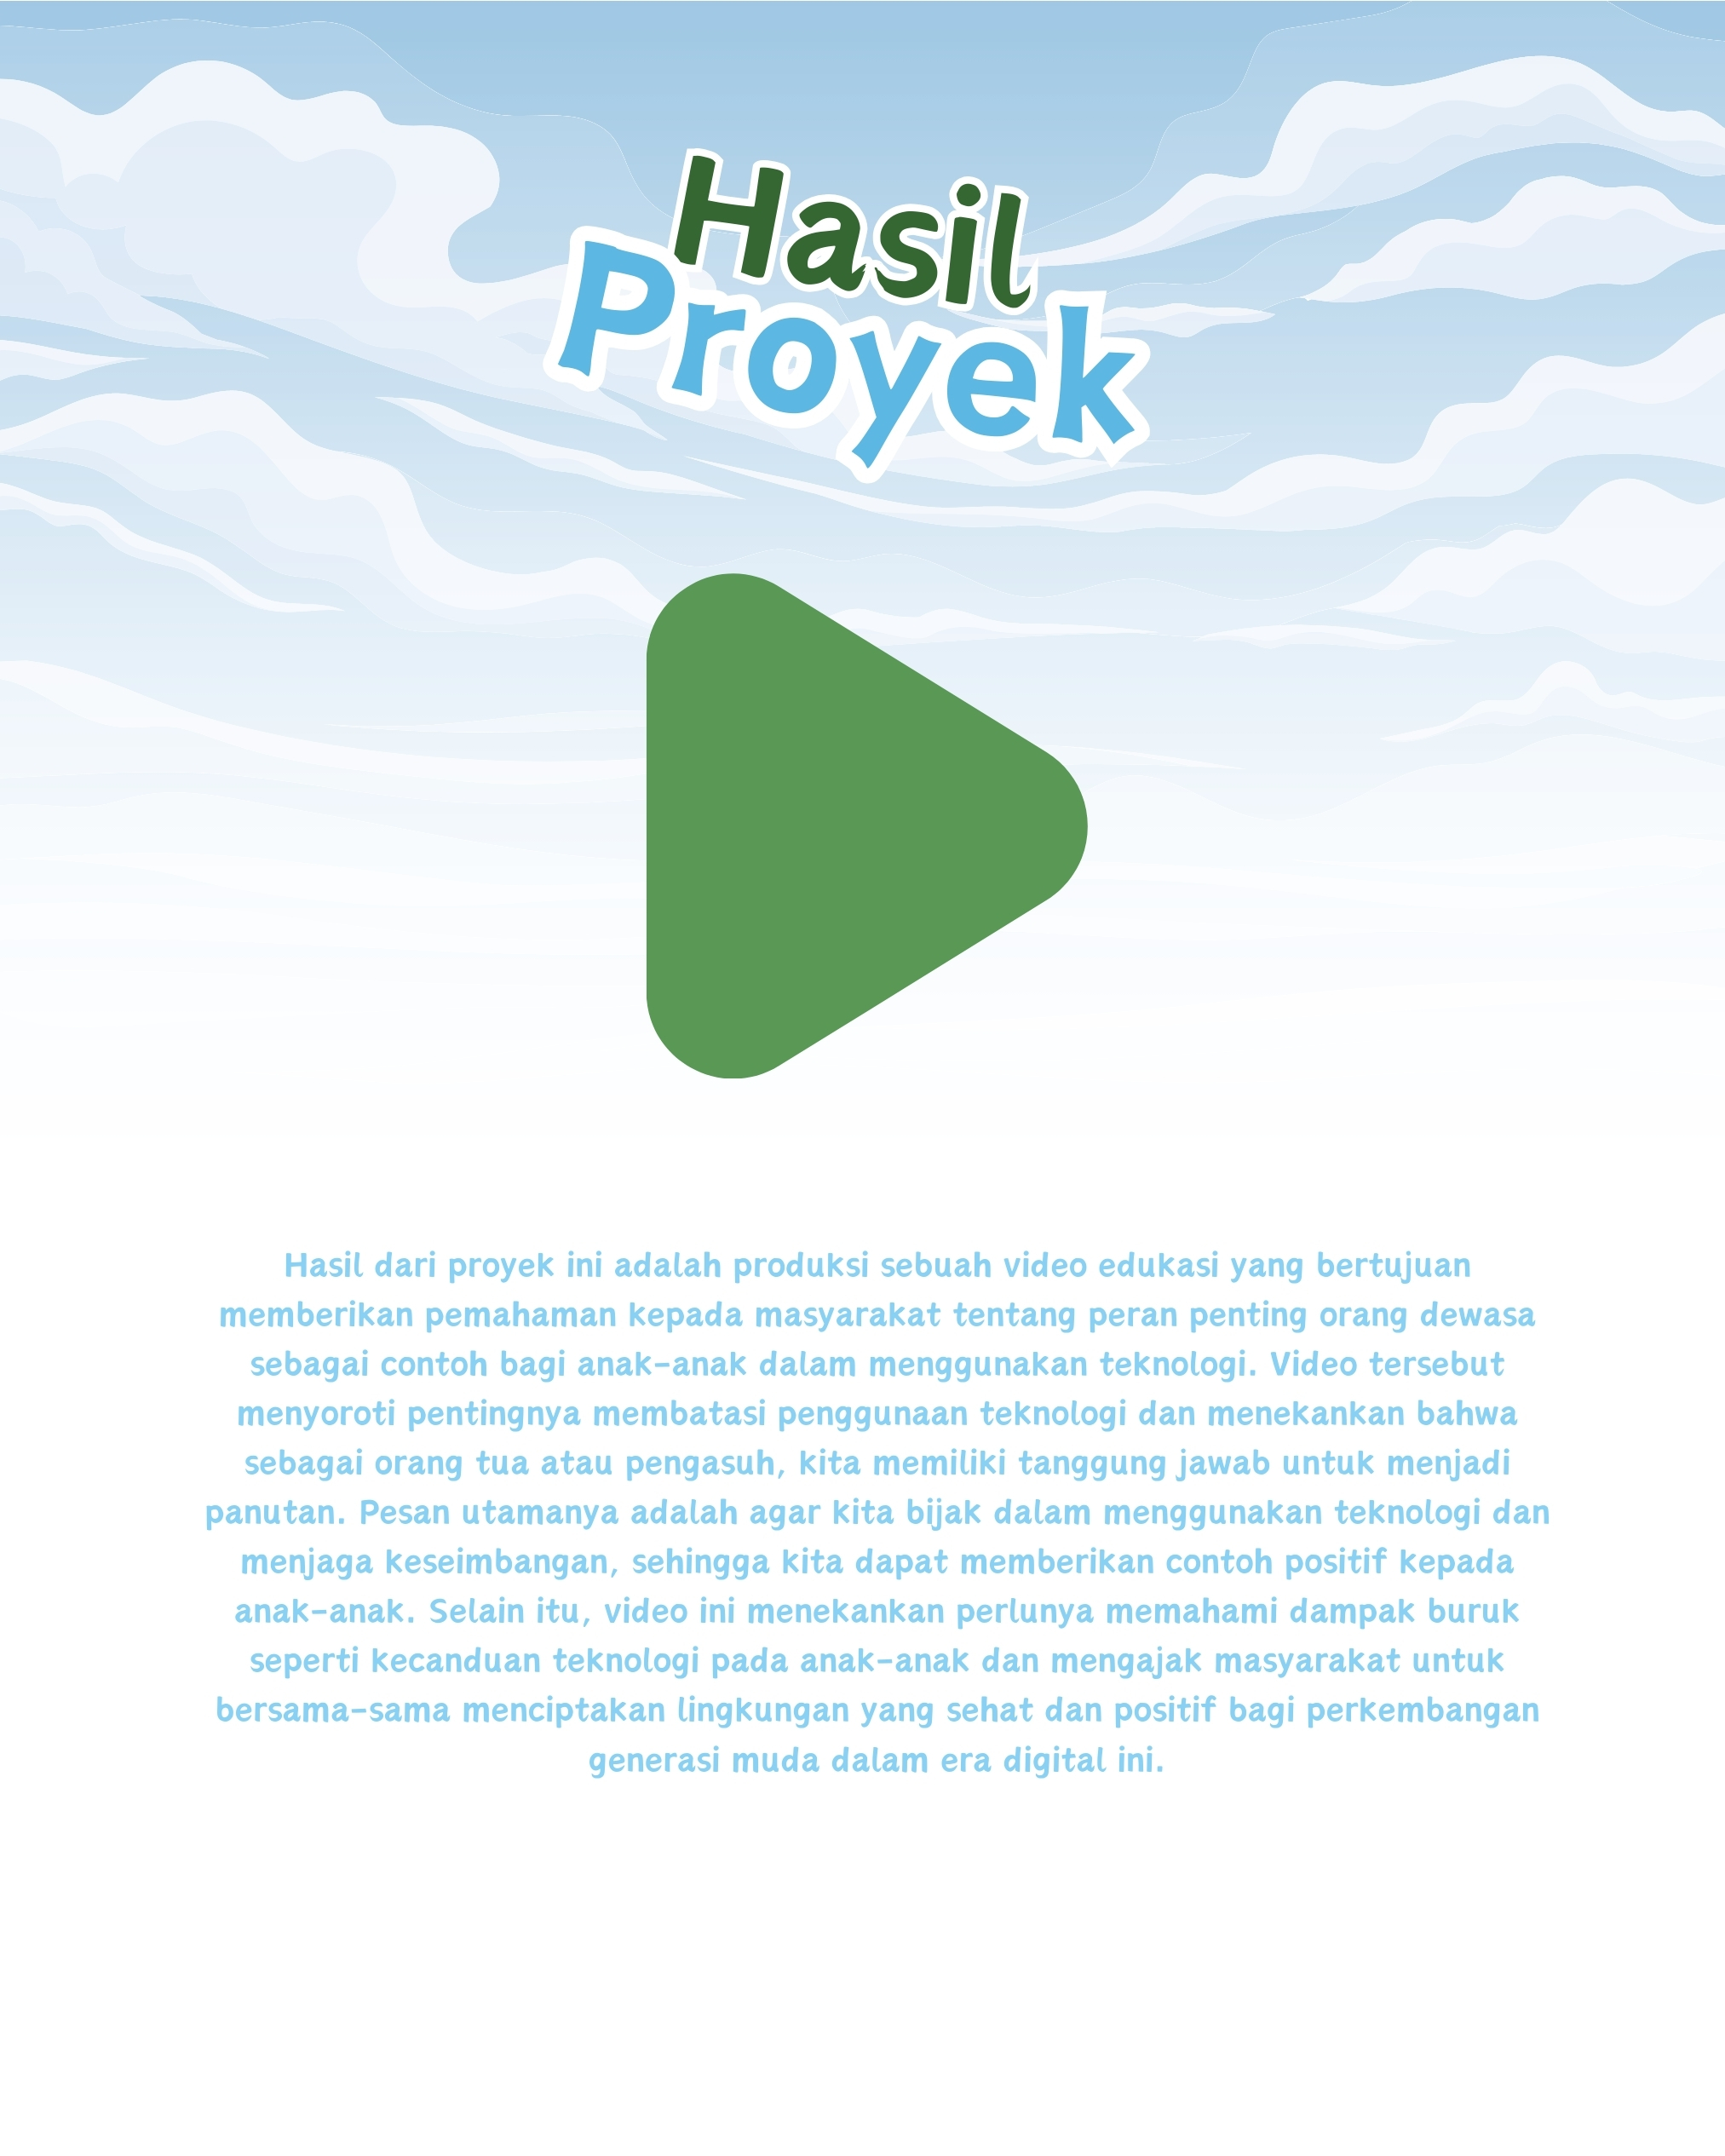 Hasil
Proyek
Hasil dari proyek ini adalah produksi sebuah video edukasi yang bertujuan
memberikan pemahaman kepada masyarakat tentang peran penting orang dewasa
sebagai contoh bagi anak-anak dalam menggunakan teknologi. Video tersebut
menyoroti pentingnya membatasi penggunaan teknologi dan menekankan bahwa
sebagai orang tua atau pengasuh, kita memiliki tanggung jawab untuk menjadi
panutan. Pesan utamanya adalah agar kita bijak dalam menggunakan teknologi dan
menjaga keseimbangan, sehingga kita dapat memberikan contoh positif kepada
anak-anak. Selain itu, video ini menekankan perlunya memahami dampak buruk
seperti kecanduan teknologi pada anak-anak dan mengajak masyarakat untuk
bersama-sama menciptakan lingkungan yang sehat dan positif bagi perkembangan
generasi muda dalam era digital ini.